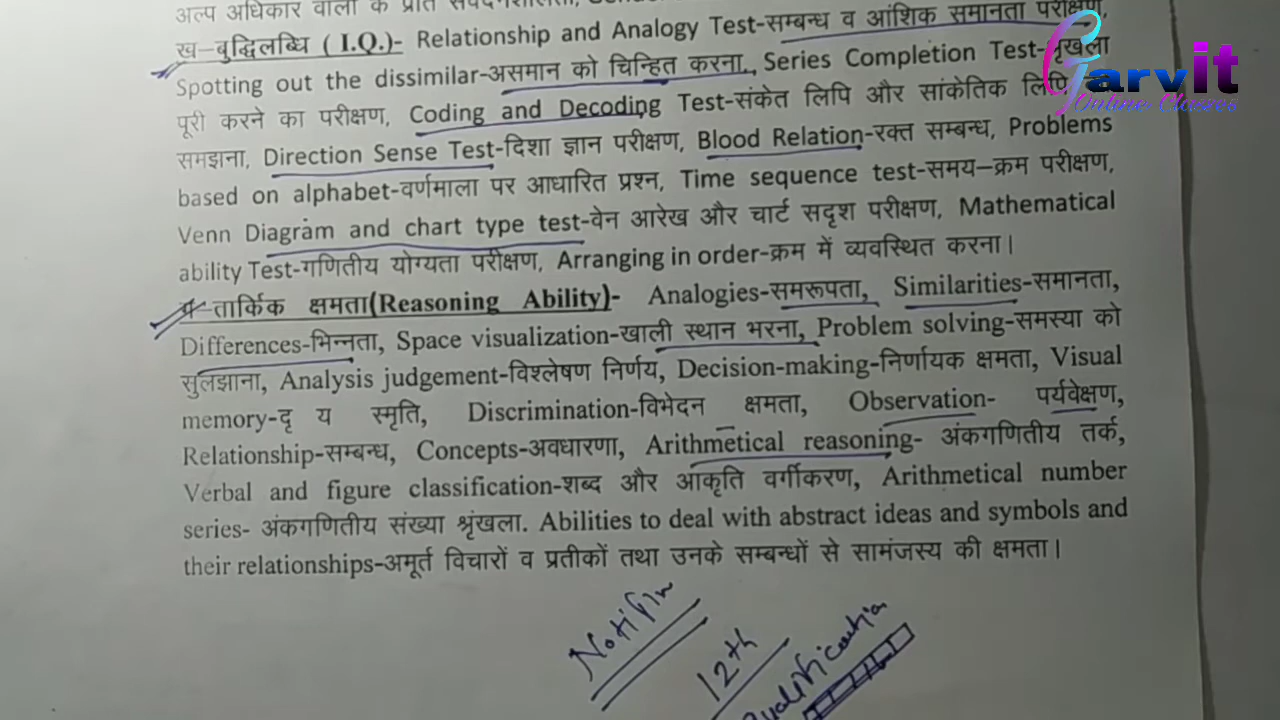 अल्प अधिकार वालों के प्रति संवेदनशीलता,
ख–बुद्धिलब्धि ( I.Q.)- Relationship and Analogy Test-सम्बन्ध व आंशिक समानता परीक्षण,
Spotting out the dissimilar-असमान को चिन्हित करना, Series Completion Test-श्रृंखला
पूरी करने का परीक्षण, Coding and Decoding Test-संकेत लिपि और सांकेतिक लिपि
समझना, Direction Sense Test-दिशा ज्ञान परीक्षण, Blood Relation-रक्त सम्बन्ध, Problems
based on alphabet-वर्णमाला पर आधारित प्रश्न, Time sequence test-समय–क्रम परीक्षण,
Venn Diagram and chart type test-वेन आरेख और चार्ट सदृश परीक्षण, Mathematical
ability Test-गणितीय योग्यता परीक्षण, Arranging in order-क्रम में व्यवस्थित करना।
तार्किक क्षमता(Reasoning Ability)- Analogies-समरूपता, Similarities-समानता,
Differences-भिन्नता, Space visualization-खाली स्थान भरना, Problem solving-समस्या को
सुलझाना, Analysis judgement-विश्लेषण निर्णय, Decision-making-निर्णायक क्षमता, Visual
memory-दृ य स्मृति, Discrimination-विभेदन क्षमता, Observation- पर्यवेक्षण,
Relationship-सम्बन्ध, Concepts-अवधारणा, Arithmetical reasoning- अंकगणितीय तर्क,
Verbal and figure classification-शब्द और आकृति वर्गीकरण, Arithmetical number
series- अंकगणितीय संख्या श्रृंखला. Abilities to deal with abstract ideas and symbols and
their relationships-अमूर्त विचारों व प्रतीकों तथा उनके सम्बन्धों से सामंजस्य की क्षमता।
12th
Garvit
Online Classes